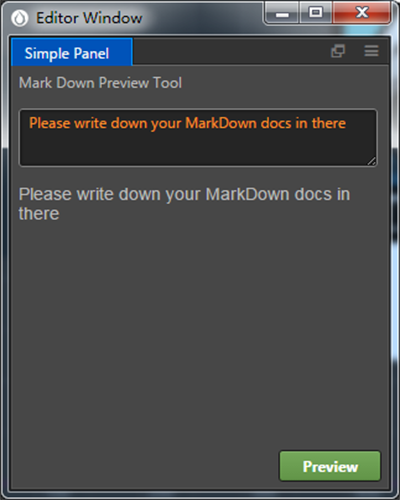 Editor Window
Simple Panel
Mark Down Preview Tool
Please write down your MarkDown docs in there
Please write down your MarkDown docs in
there
Preview